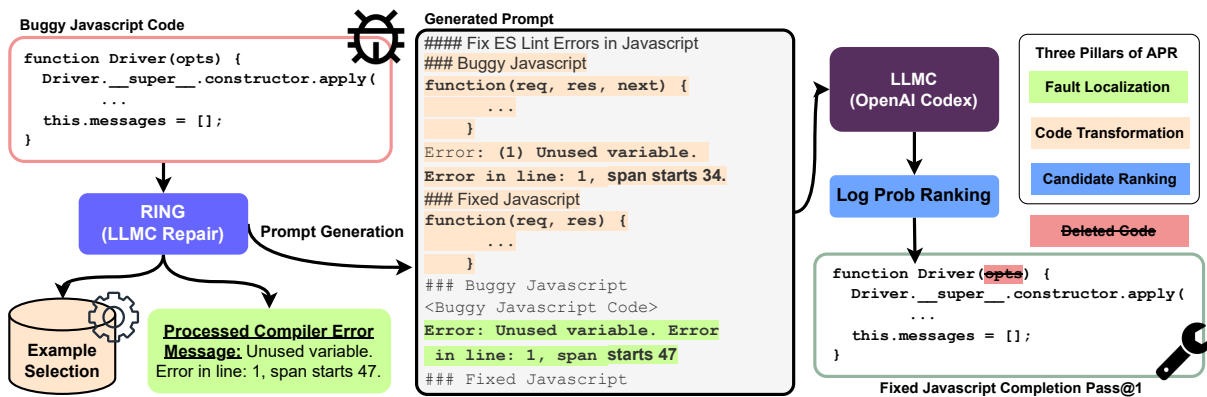 Buggy Javascript Code
function Driver(opts) {
Driver.__super__.constructor.apply(
...
this.messages = [];
}
RING
(LLMC Repair)
Prompt Generation
Example
Selection
Processed Compiler Error
Message: Unused variable.
Error in line: 1, span starts 47.
Generated Prompt
#### Fix ES Lint Errors in Javascript
### Buggy Javascript
function(req, res, next) {
...
}
Error: (1) Unused variable.
Error in line: 1, span starts 34.
### Fixed Javascript
function(req, res) {
...
}
### Buggy Javascript
<Buggy Javascript Code>
Error: Unused variable. Error
in line: 1, span starts 47
### Fixed Javascript
LLMC
(OpenAI Codex)
Log Prob Ranking
Three Pillars of APR
Fault Localization
Code Transformation
Candidate Ranking
Deleted Code
function Driver(opts) {
Driver.__super__.constructor.apply(
...
this.messages = [];
}
Fixed Javascript Completion Pass@1